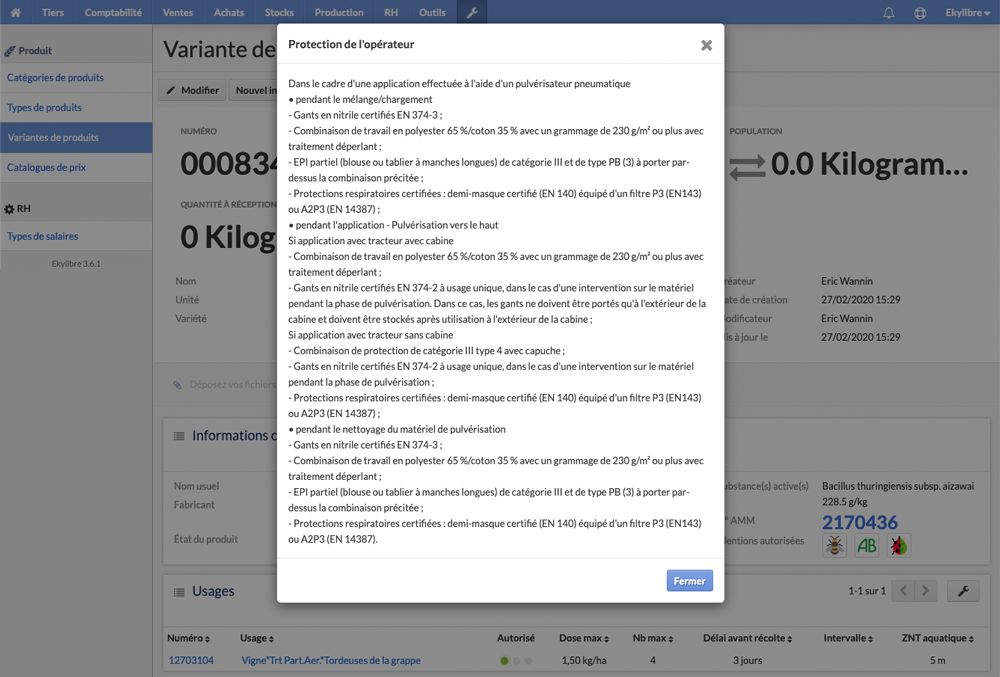 Tiers Comptabilité Ventes Achats Stocks Production RH Outils Ekylibre
Produit
Catégories de produits
Types de produits
Variantes de produits
Catalogues de prix
RH
Types de salaires
Ekylibre 3.6.1
Variante de
Modifier Nouvel in
NUMÉRO
000834
POPULATION
0.0 Kilogram...
QUANTITÉ À RÉCEPTION
0 Kilog
Nom
Unité
Variété
réateur Eric Wannin
ate de création 27/02/2020 15:29
odificateur Eric Wannin
is à jour le 27/02/2020 15:29
Déposez vos fichiers
Protection de l'opérateur
Dans le cadre d'une application effectuée à l'aide d'un pulvérisateur pneumatique
• pendant le mélange/chargement
- Gants en nitrile certifiés EN 374-3 ;
- Combinaison de travail en polyester 65 %/coton 35 % avec un grammage de 230 g/m² ou plus avec
traitement déperlant ;
- EPI partiel (blouse ou tablier à manches longues) de catégorie III et de type PB (3) à porter par-
dessus la combinaison précitée ;
- Protections respiratoires certifiées : demi-masque certifié (EN 140) équipé d'un filtre P3 (EN143)
ou A2P3 (EN 14387) ;
• pendant l'application - Pulvérisation vers le haut
Si application avec tracteur avec cabine
- Combinaison de travail en polyester 65 %/coton 35 % avec un grammage de 230 g/m² ou plus avec
traitement déperlant ;
- Gants en nitrile certifiés EN 374-2 à usage unique, dans le cas d'une intervention sur le matériel
pendant la phase de pulvérisation. Dans ce cas, les gants ne doivent être portés qu'à l'extérieur de la
cabine et doivent être stockés après utilisation à l'extérieur de la cabine ;
Si application avec tracteur sans cabine
- Combinaison de protection de catégorie III type 4 avec capuche ;
- Gants en nitrile certifiés EN 374-2 à usage unique, dans le cas d'une intervention sur le matériel
pendant la phase de pulvérisation ;
- Protections respiratoires certifiées : demi-masque certifié (EN 140) équipé d'un filtre P3 (EN143)
ou A2P3 (EN 14387) ;
• pendant le nettoyage du matériel de pulvérisation
- Gants en nitrile certifiés EN 374-3 ;
- Combinaison de travail en polyester 65 %/coton 35 % avec un grammage de 230 g/m² ou plus avec
traitement déperlant ;
- EPI partiel (blouse ou tablier à manches longues) de catégorie III et de type PB (3) à porter par-
dessus la combinaison précitée ;
- Protections respiratoires certifiées : demi-masque certifié (EN 140) équipé d'un filtre P3 (EN143)
ou A2P3 (EN 14387).
Fermer
Informations c
Nom usuel
Fabricant
État du produit
ubstance(s) active(s) Bacillus thuringiensis subsp. aizawai
228.5 g/kg
° AMM 2170436
entions autorisées AB
Usages 1-1 sur 1
Numéro Usage Autorisé Dose max Nb max Délai avant récolte Intervalle ZNT aquatique
12703104 Vigne*Trt Part.Aer.*Tordeuses de la grappe 1,50 kg/ha 4 3 jours 5 m